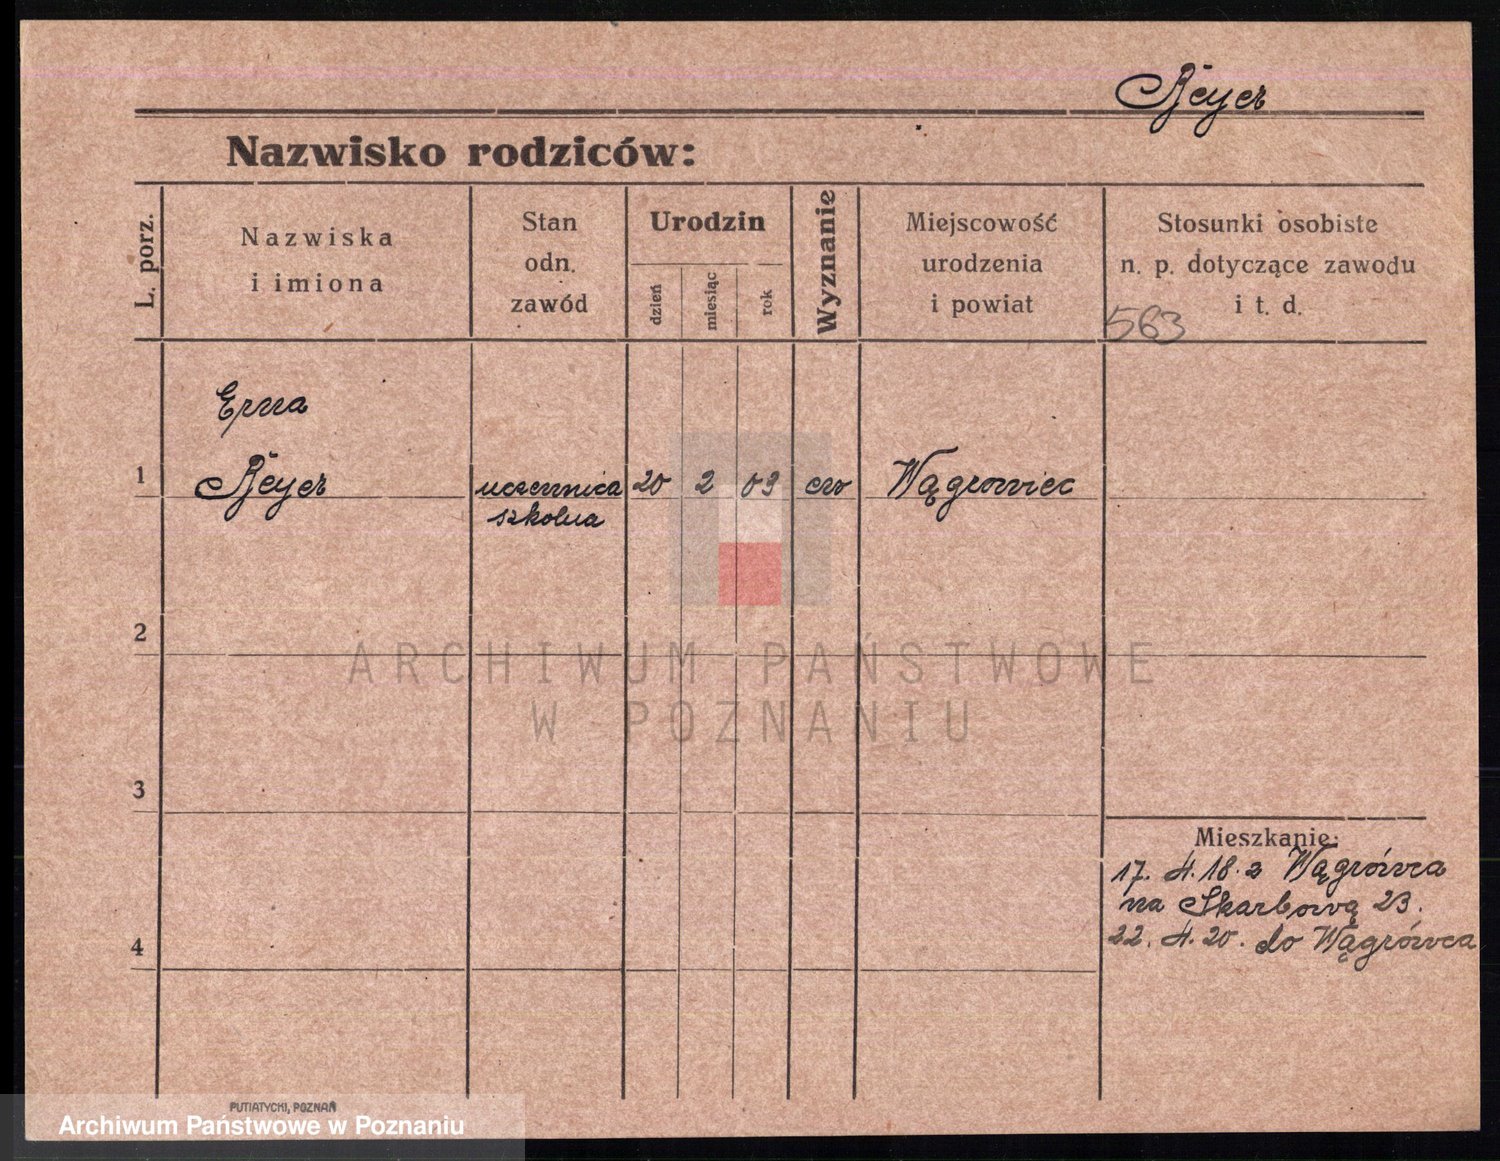 Beyer
Nazwisko rodziców:
L. porz.
Nazwiska
i imiona
Stan
odn.
zawód
Urodzin
dzień
miesiąc
rok
Wyznanie
Miejscowość
urodzenia
i powiat
Stosunki osobiste
n. p. dotyczące zawodu
i t. d.
563
Erna
1 Beyer uczennica 20 2 03 ew Wągrowiec
szkolna
2
3
4
Mieszkanie:
17. 4. 18. z Wągrówca
na Skarbową 23.
22. 4. 20. do Wągrówca
ARCHIWUM PAŃSTWOWE
W POZNANIU
PUTIATYCKI, POZNAŃ
Archiwum Państwowe w Poznaniu